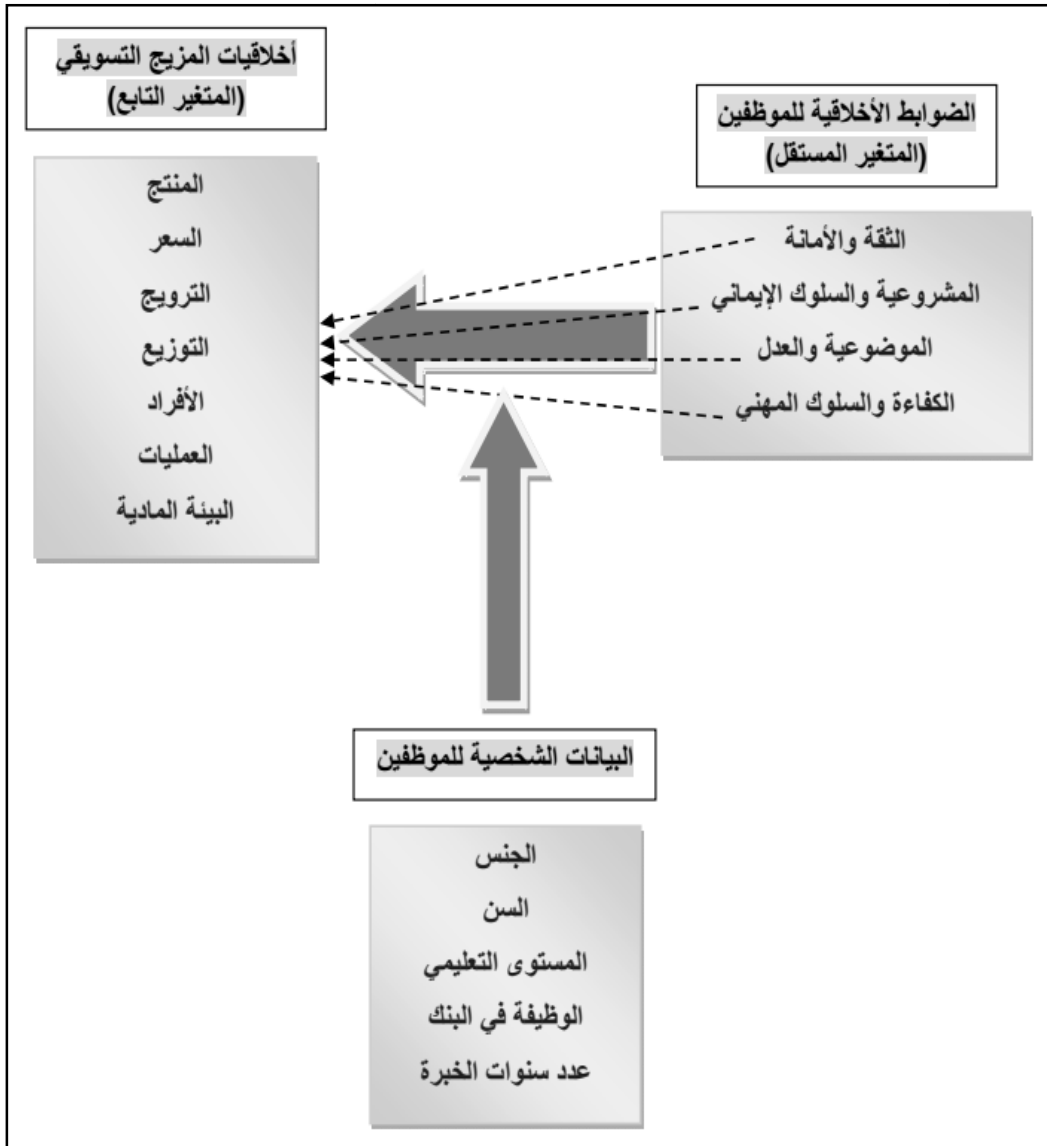 الضوابط الأخلاقية للموظفين
(المتغير المستقل)
الثقة والأمانة
المشروعية والسلوك الإيماني
الموضوعية والعدل
الكفاءة والسلوك المهني
أخلاقيات المزيج التسويقي
(المتغير التابع)
المنتج
السعر
الترويج
التوزيع
الأفراد
العمليات
البيئة المادية
البيانات الشخصية للموظفين
الجنس
السن
المستوى التعليمي
الوظيفة في البنك
عدد سنوات الخبرة